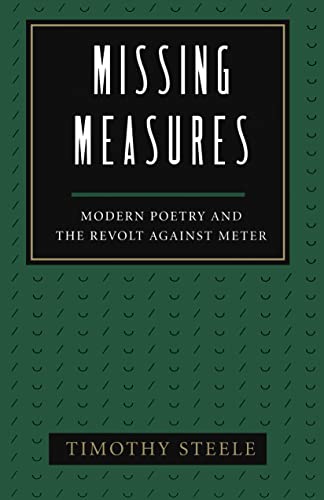 MISSING
MEASURES
MODERN POETRY AND
THE REVOLT AGAINST METER
TIMOTHY STEELE